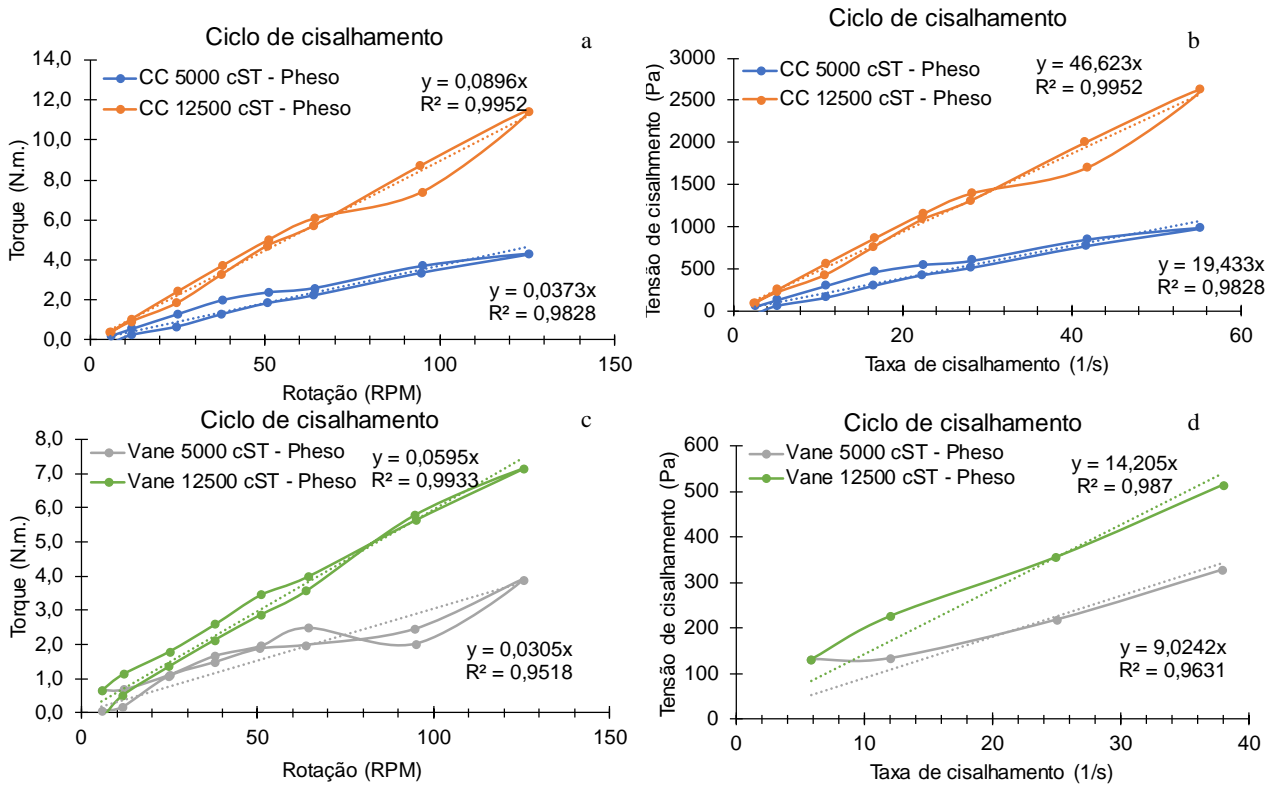 Ciclo de cisalhamento
a
CC 5000 cST - Pheso
CC 12500 cST - Pheso
y = 0,0896x
R² = 0,9952
y = 0,0373x
R² = 0,9828
14,0
12,0
10,0
8,0
6,0
4,0
2,0
0,0
Torque (N.m.)
0
50
100
150
Rotação (RPM)
Ciclo de cisalhamento
b
CC 5000 cST - Pheso
CC 12500 cST - Pheso
y = 46,623x
R² = 0,9952
y = 19,433x
R² = 0,9828
3000
2500
2000
1500
1000
500
0
Tensão de cisalhmento (Pa)
0
20
40
60
Taxa de cisalhamento (1/s)
Ciclo de cisalhamento
c
Vane 5000 cST - Pheso
Vane 12500 cST - Pheso
y = 0,0595x
R² = 0,9933
y = 0,0305x
R² = 0,9518
8,0
7,0
6,0
5,0
4,0
3,0
2,0
1,0
0,0
Torque (N.m.)
0
50
100
150
Rotação (RPM)
Ciclo de cisalhamento
d
Vane 5000 cST - Pheso
Vane 12500 cST - Pheso
y = 14,205x
R² = 0,987
y = 9,0242x
R² = 0,9631
600
500
400
300
200
100
0
Tensão de cisalhamento (Pa)
0
10
20
30
40
Taxa de cisalhamento (1/s)